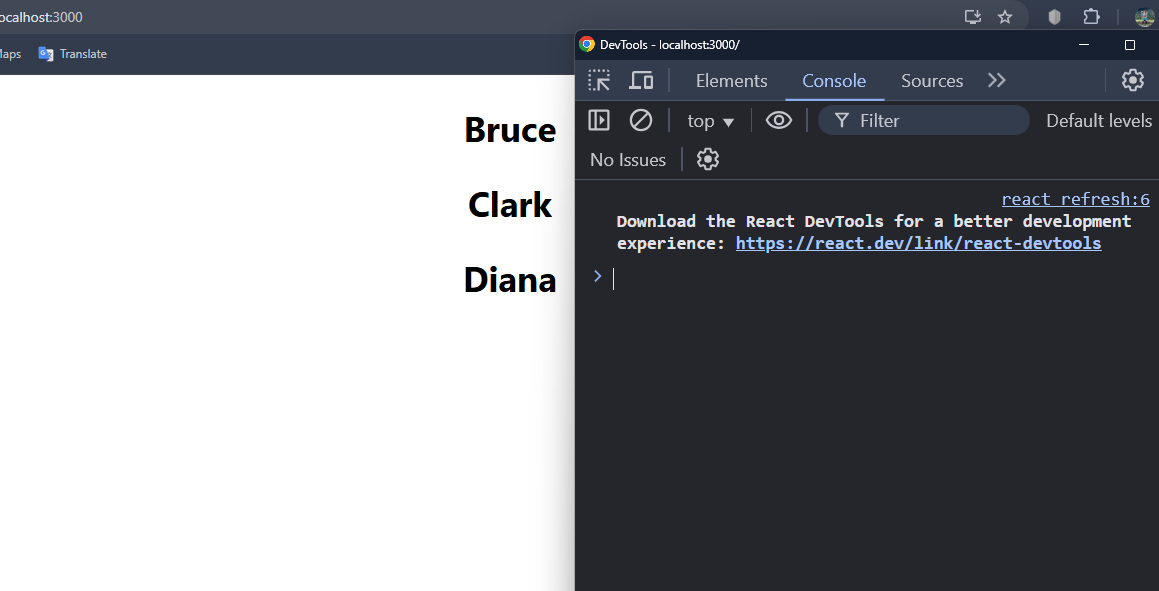 ocalhost:3000
Maps
Translate
Bruce
Clark
Diana
DevTools - localhost:3000/
Elements
Console
Sources
top
Filter
Default levels
No Issues
react refresh:6
Download the React DevTools for a better development
experience: https://react.dev/link/react-devtools